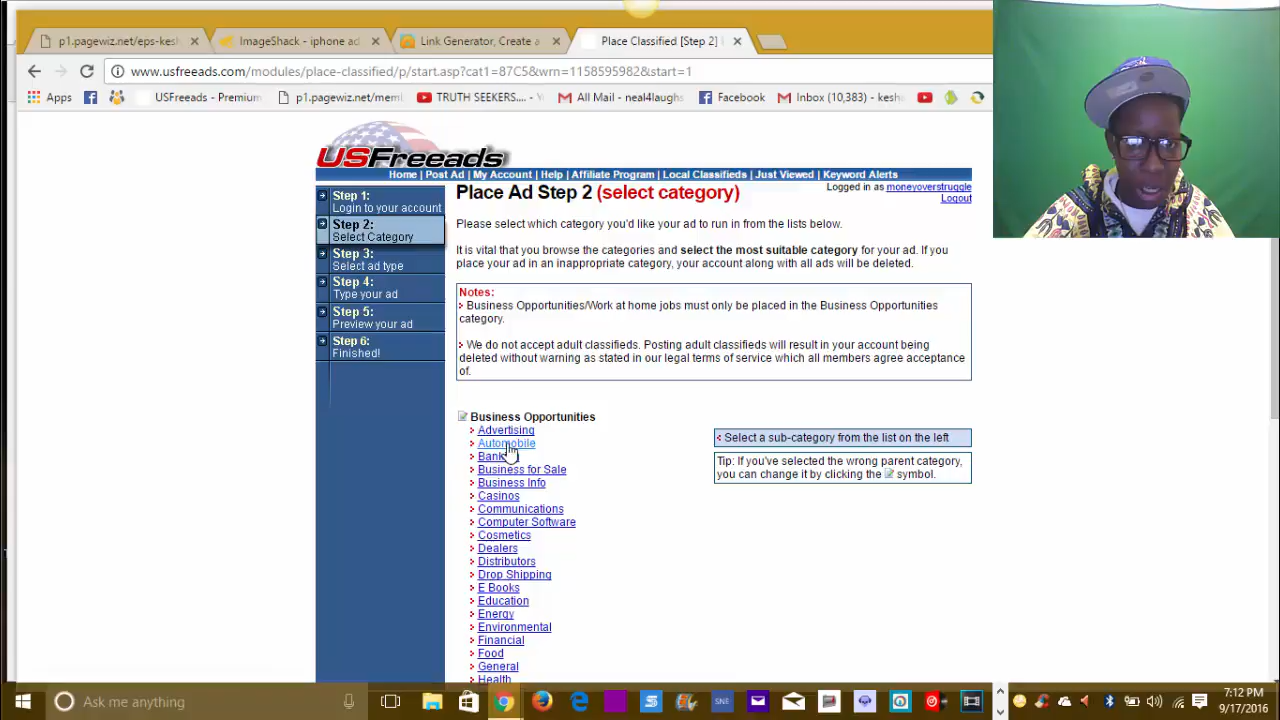 p1.pagewiz.net/eps-kesh
ImageShack - iphone ad
Link Generator, Create a
Place Classified [Step 2]
www.usfreeads.com/modules/place-classified/p/start.asp?cat1=87C5&wrn=1158595982&start=1
Apps
USFreeads - Premium
p1.pagewiz.net/meml
TRUTH SEEKERS....
All Mail - neal4laughs
Facebook
Inbox (10,383) - kesh
USFreeads
Home | Post Ad | My Account | Help | Affiliate Program | Local Classifieds | Just Viewed | Keyword Alerts
Step 1:
Login to your account
Step 2:
Select Category
Step 3:
Select ad type
Step 4:
Type your ad
Step 5:
Preview your ad
Step 6:
Finished!
Place Ad Step 2 (select category)
Logged in as moneyoverstruggle
Logout
Please select which category you'd like your ad to run in from the lists below.
It is vital that you browse the categories and select the most suitable category for your ad. If you
place your ad in an inappropriate category, your account along with all ads will be deleted.
Notes:
Business Opportunities/Work at home jobs must only be placed in the Business Opportunities
category.
We do not accept adult classifieds. Posting adult classifieds will result in your account being
deleted without warning as stated in our legal terms of service which all members agree acceptance
of.
Business Opportunities
Advertising
Automobile
Business for Sale
Business Info
Casinos
Communications
Computer Software
Cosmetics
Dealers
Distributors
Drop Shipping
E Books
Education
Energy
Environmental
Financial
Food
General
Health
Select a sub-category from the list on the left
Tip: If you've selected the wrong parent category,
you can change it by clicking the symbol.
Ask me anything
SNE
7:12 PM
9/17/2016